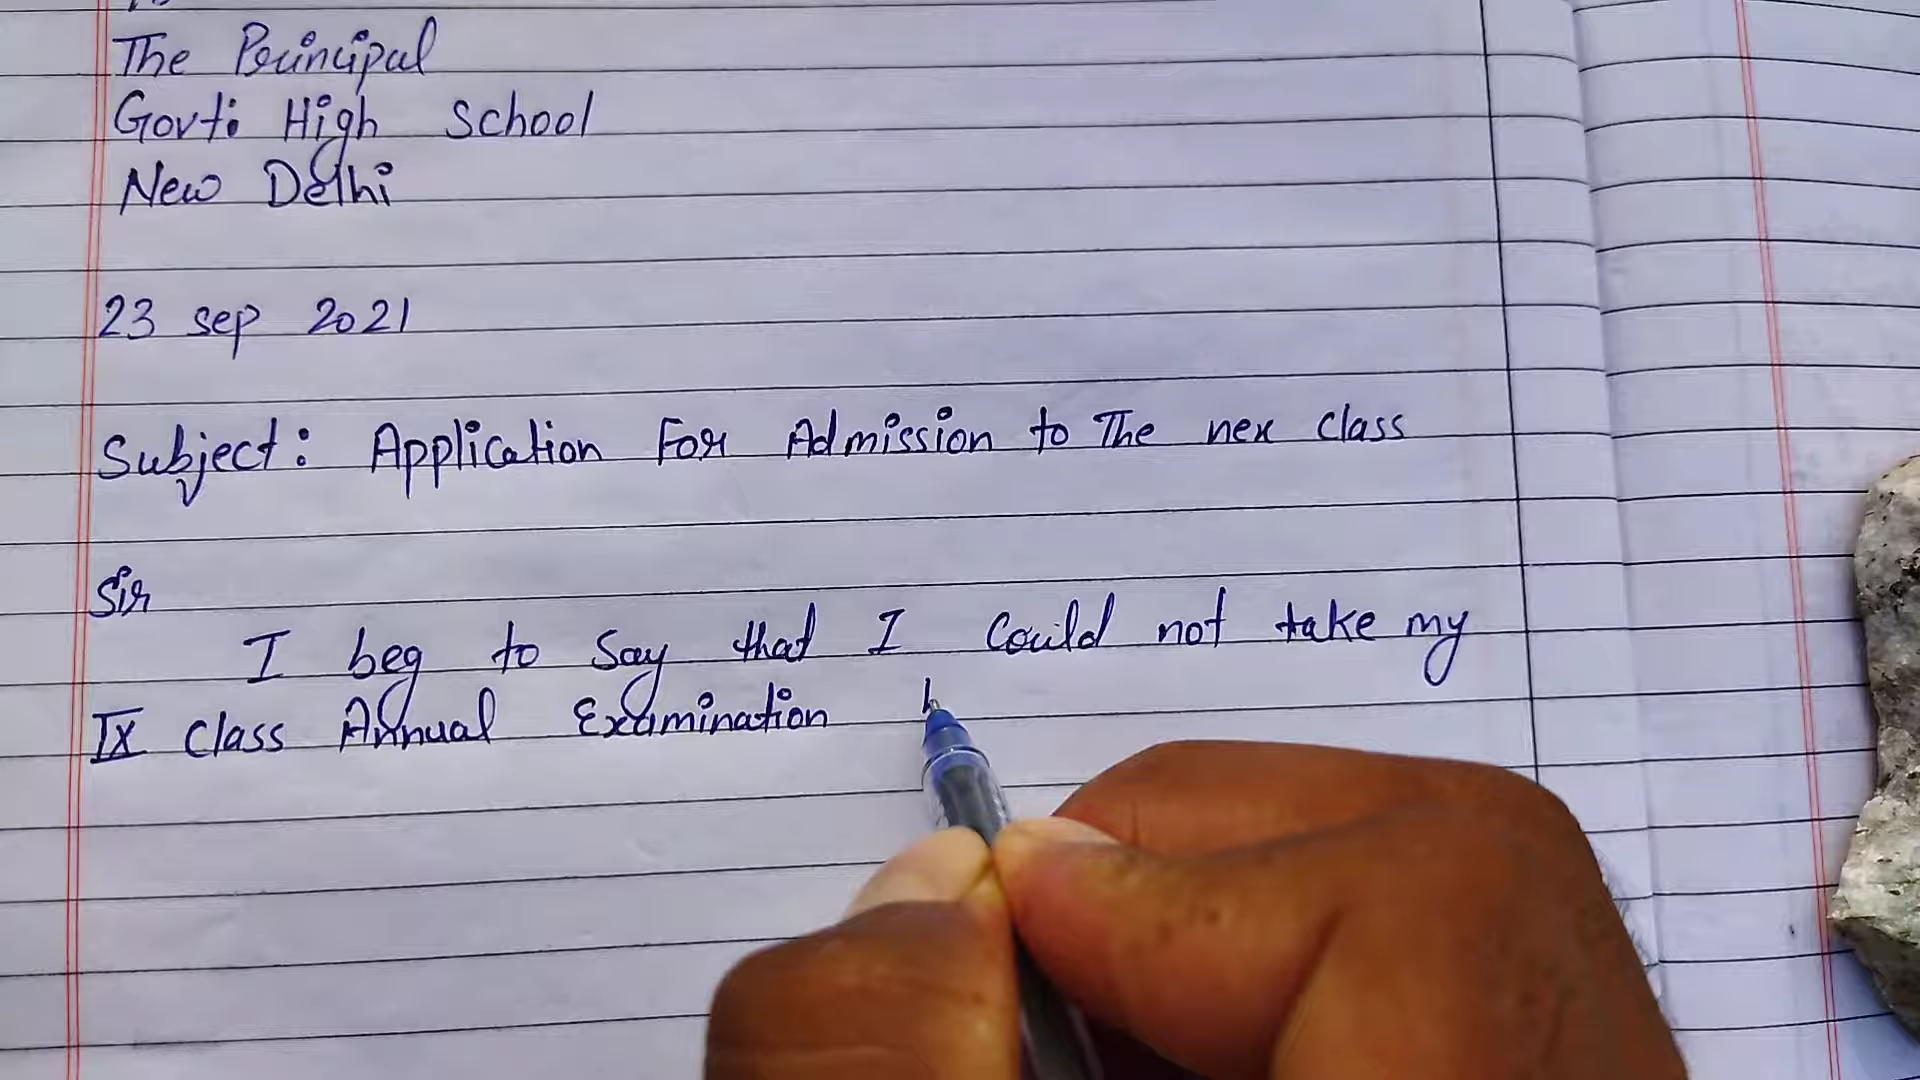 The Principal
Govt: High School
New Delhi
23 sep 2021
Subject: Application For Admission to The nex class
Sir
I beg to Say that I Could not take my
IX class Annual Examination